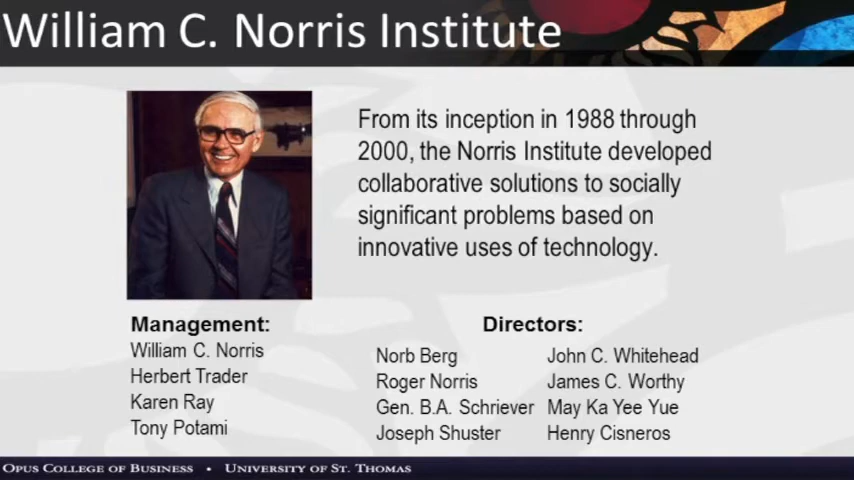 William C. Norris Institute
From its inception in 1988 through
2000, the Norris Institute developed
collaborative solutions to socially
significant problems based on
innovative uses of technology.
Management:
William C. Norris
Herbert Trader
Karen Ray
Tony Potami
Directors:
Norb Berg
Roger Norris
Gen. B.A. Schriever
Joseph Shuster
John C. Whitehead
James C. Worthy
May Ka Yee Yue
Henry Cisneros
OPUS COLLEGE OF BUSINESS • UNIVERSITY OF ST. THOMAS